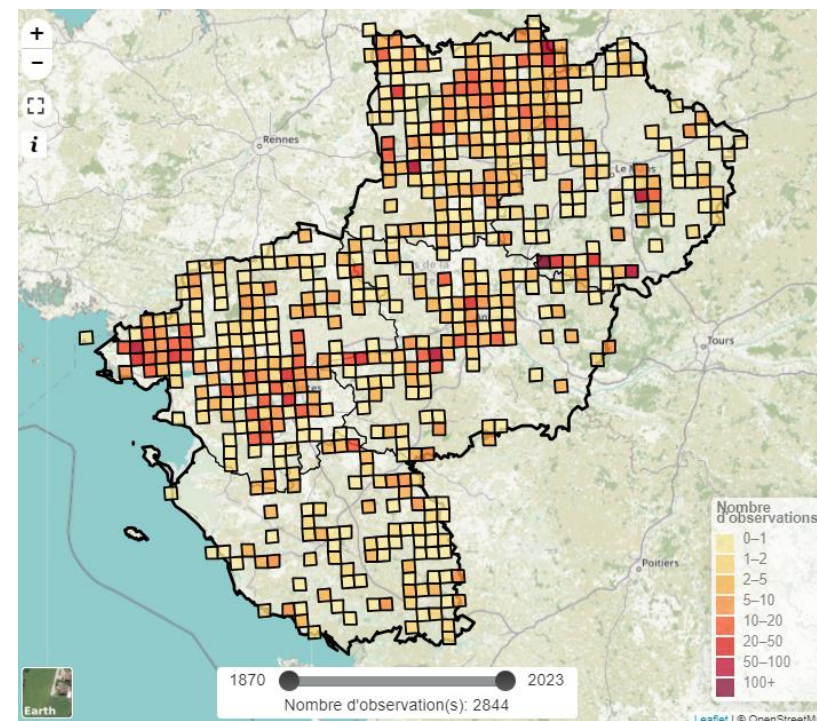 +
−
i
Rennes
Le Mans
Tours
Poitiers
Nombre
d'observations
0–1
1–2
2–5
5–10
10–20
20–50
50–100
100+
1870
2023
Nombre d'observation(s): 2844
Earth
Leaflet | © OpenStreetM